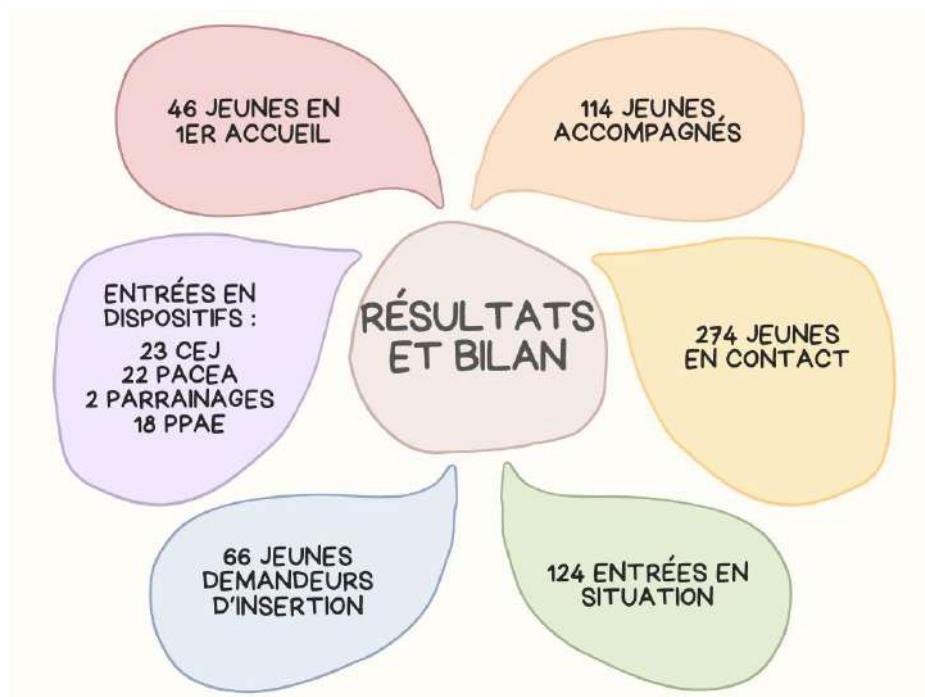 46 JEUNES EN
1ER ACCUEIL
114 JEUNES
ACCOMPAGNÉS
ENTRÉES EN
DISPOSITIFS :
23 CEJ
22 PACEA
2 PARRAINAGES
18 PPAE
RÉSULTATS
ET BILAN
274 JEUNES
EN CONTACT
66 JEUNES
DEMANDEURS
D'INSERTION
124 ENTRÉES EN
SITUATION